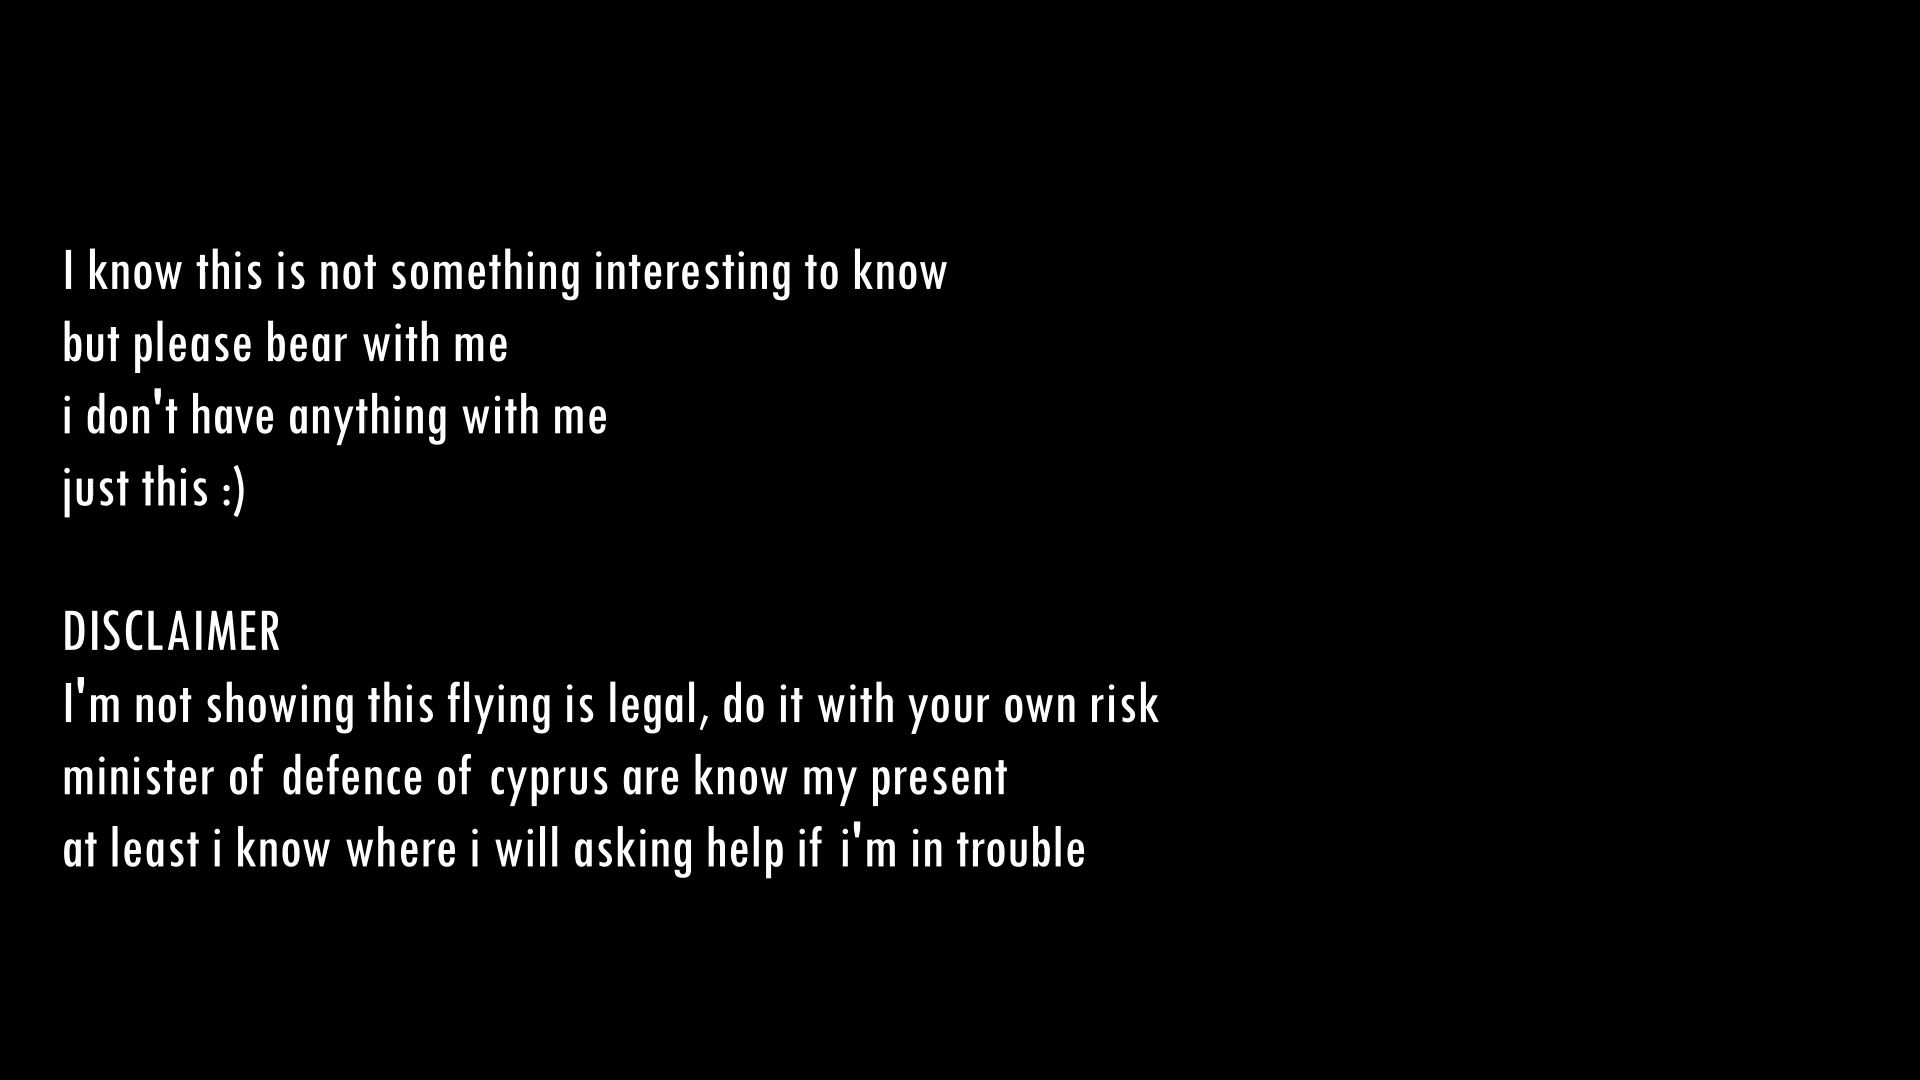 I know this is not something interesting to know
but please bear with me
i don't have anything with me
just this :)
DISCLAIMER
I'm not showing this flying is legal, do it with your own risk
minister of defence of cyprus are know my present
at least i know where i will asking help if i'm in trouble